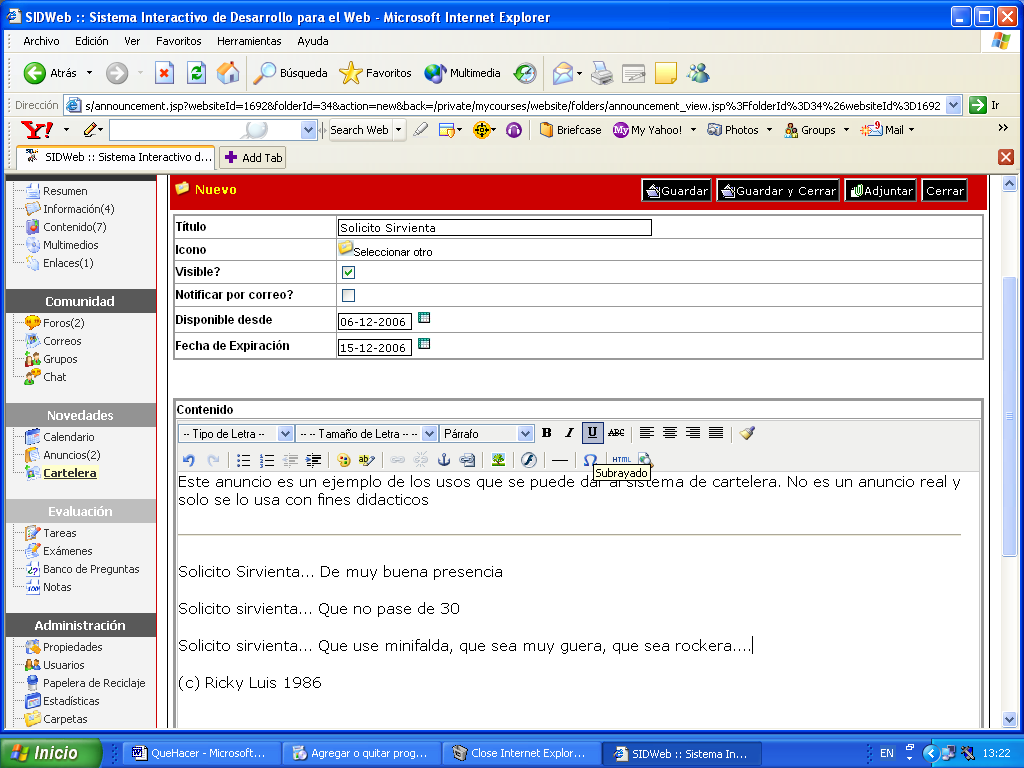 SIDWeb :: Sistema Interactivo de Desarrollo para el Web - Microsoft Internet Explorer
Archivo Edición Ver Favoritos Herramientas Ayuda
Atrás Búsqueda Favoritos Multimedia
Dirección s/announcement.jsp?websiteId=1692&folderId=34&action=new&back=/private/mycourses/website/folders/announcement_view.jsp%3FfolderId%3D34%26websiteId%3D1692 Ir
Y! Search Web Briefcase My Yahoo! Photos Groups Mail
SIDWeb :: Sistema Interactivo d... Add Tab
Resumen
Información(4)
Contenido(7)
Multimedios
Enlaces(1)
Comunidad
Foros(2)
Correos
Grupos
Chat
Novedades
Calendario
Anuncios(2)
Cartelera
Evaluación
Tareas
Exámenes
Banco de Preguntas
Notas
Administración
Propiedades
Usuarios
Papelera de Reciclaje
Estadísticas
Carpetas
Nuevo Guardar Guardar y Cerrar Adjuntar Cerrar
Título Solicito Sirvienta
Icono Seleccionar otro
Visible?
Notificar por correo?
Disponible desde 06-12-2006
Fecha de Expiración 15-12-2006
Contenido
-- Tipo de Letra -- -- -- Tamaño de Letra -- -- Párrafo B I U ABC
HTML
Subrayado
Este anuncio es un ejemplo de los usos que se puede dar al sistema de cartelera. No es un anuncio real y
solo se lo usa con fines didacticos
Solicito Sirvienta... De muy buena presencia
Solicito sirvienta... Que no pase de 30
Solicito sirvienta... Que use minifalda, que sea muy guera, que sea rockera....
(c) Ricky Luis 1986
Inicio QueHacer - Microsoft... Agregar o quitar prog... Close Internet Explor... SIDWeb :: Sistema In... EN 13:22